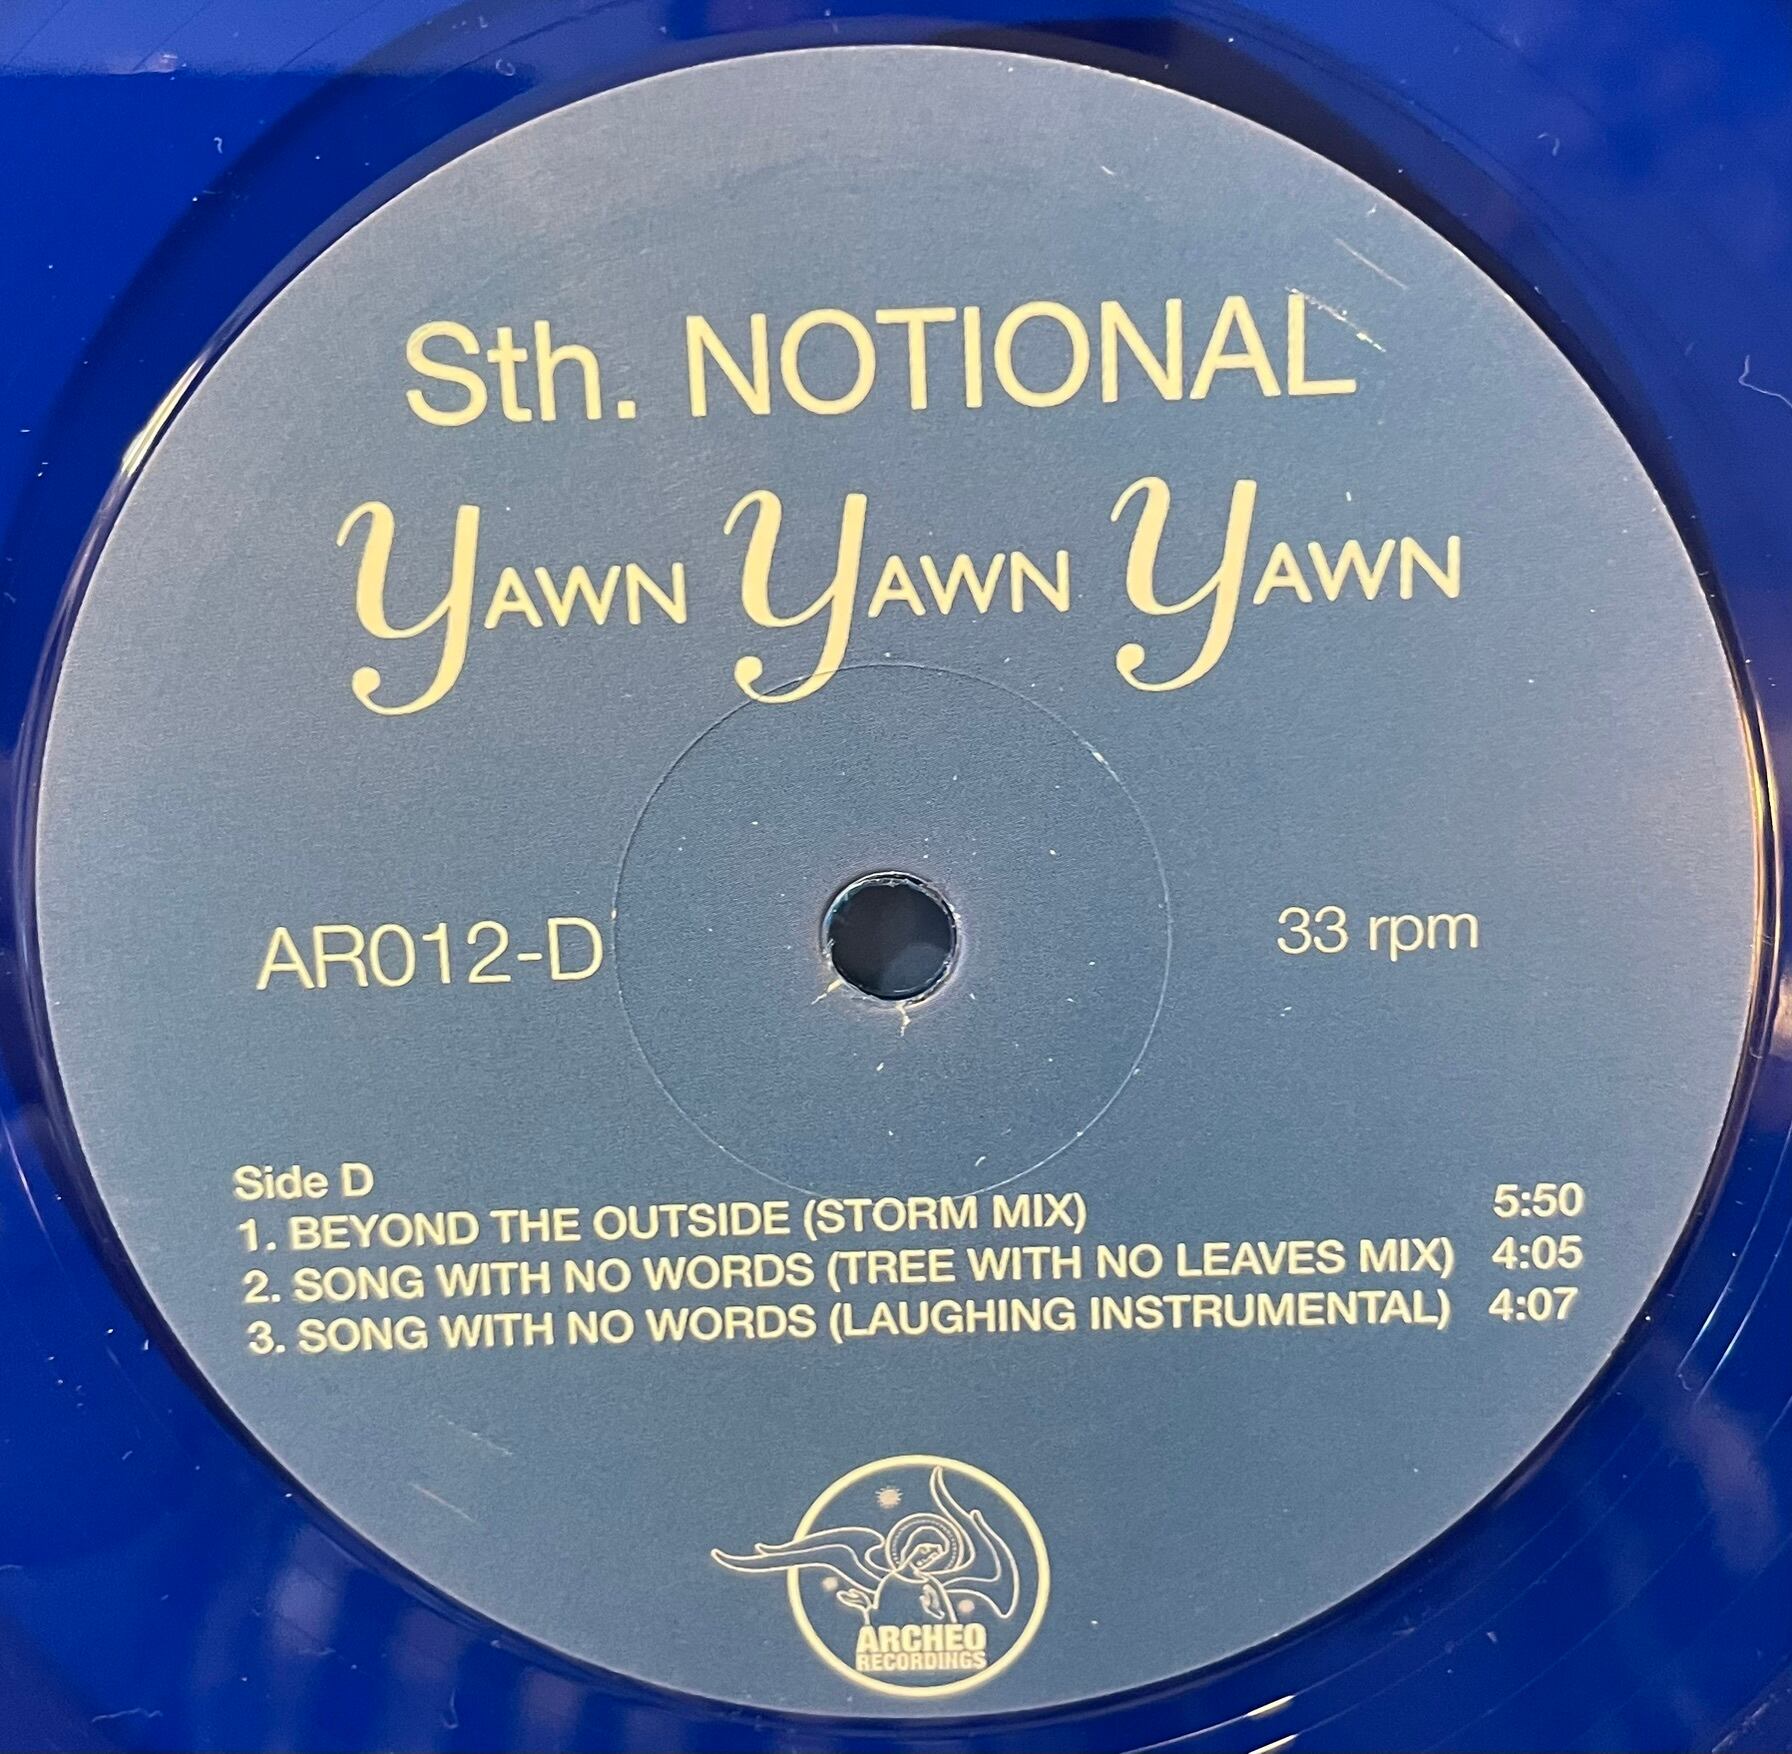 Sth. NOTIONAL
YAWN YAWN YAWN
AR012-D
33 rpm
Side D
1. BEYOND THE OUTSIDE (STORM MIX) 5:50
2. SONG WITH NO WORDS (TREE WITH NO LEAVES MIX) 4:05
3. SONG WITH NO WORDS (LAUGHING INSTRUMENTAL) 4:07
ARCHEO
RECORDINGS